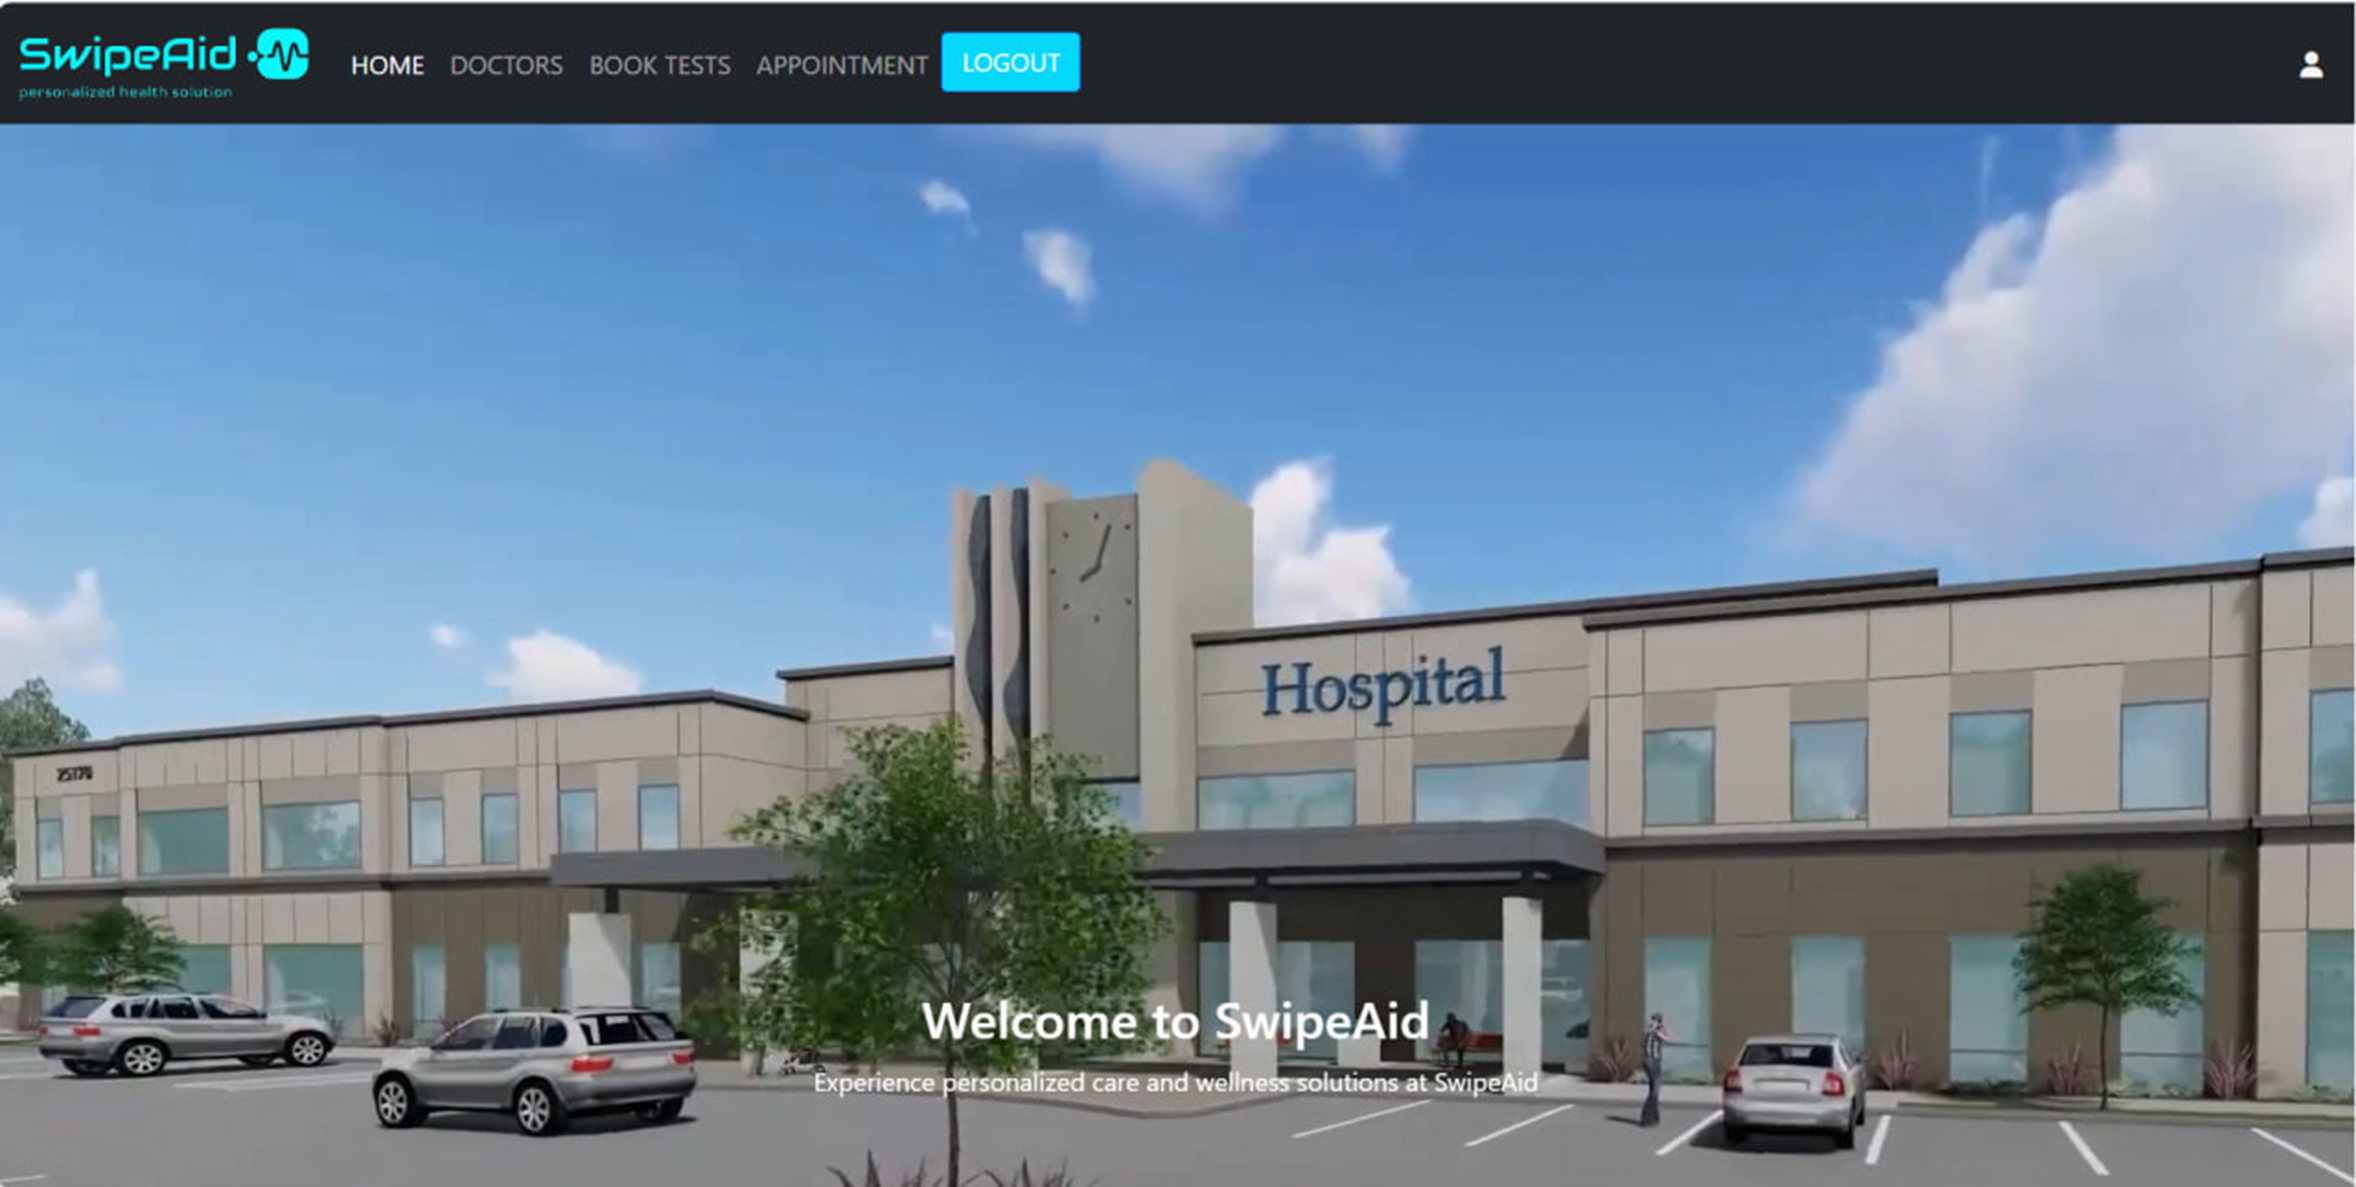 SwipeAid
personalized health solution
HOME DOCTORS BOOK TESTS APPOINTMENT LOGOUT
Hospital
25170
Welcome to SwipeAid
Experience personalized care and wellness solutions at SwipeAid